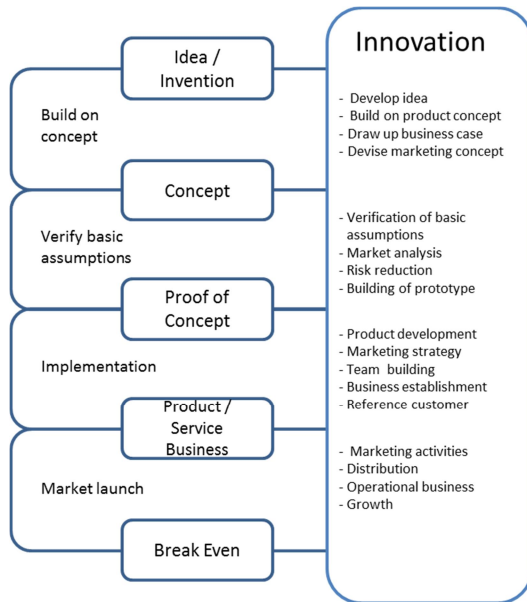 Innovation
Idea /
Invention
- Develop idea
- Build on product concept
- Draw up business case
- Devise marketing concept
Build on
concept
Concept
- Verification of basic
assumptions
- Market analysis
- Risk reduction
- Building of prototype
Verify basic
assumptions
Proof of
Concept
- Product development
- Marketing strategy
- Team building
- Business establishment
- Reference customer
Implementation
Product /
Service
Business
- Marketing activities
- Distribution
- Operational business
- Growth
Market launch
Break Even